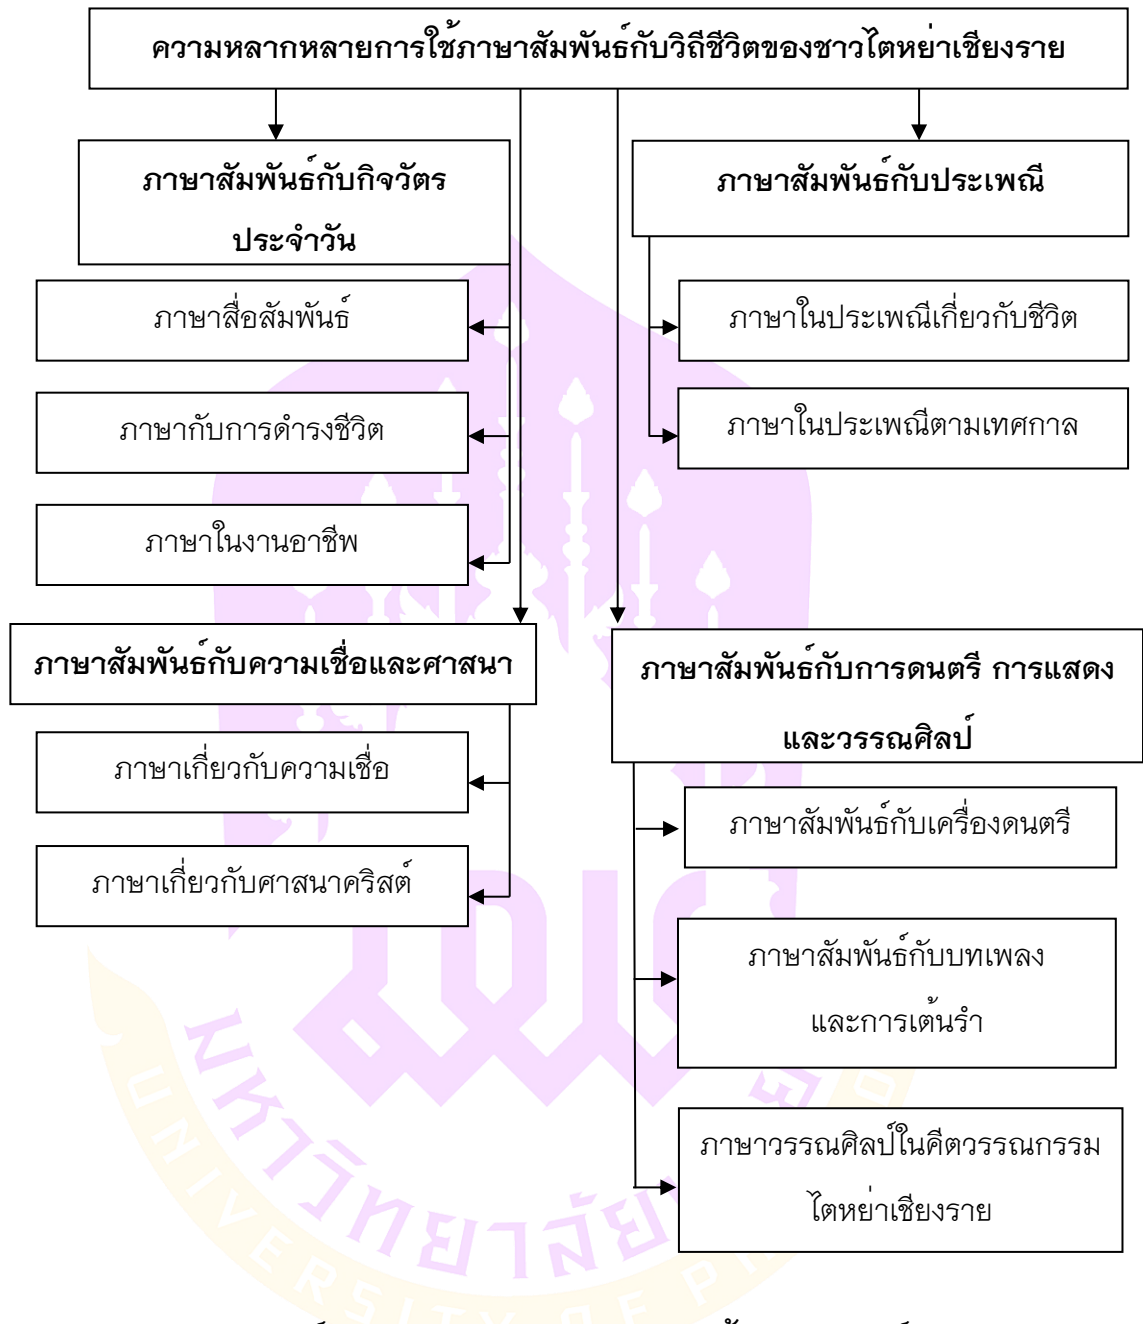 ความหลากหลายการใช้ภาษาสัมพันธ์กับวิถีชีวิตของชาวไตหย่าเชียงราย
ภาษาสัมพันธ์กับกิจวัตร
ประจำวัน
ภาษาสื่อสัมพันธ์
ภาษากับการดำรงชีวิต
ภาษาในงานอาชีพ
ภาษาสัมพันธ์กับประเพณี
ภาษาในประเพณีเกี่ยวกับชีวิต
ภาษาในประเพณีตามเทศกาล
ภาษาสัมพันธ์กับความเชื่อและศาสนา
ภาษาเกี่ยวกับความเชื่อ
ภาษาเกี่ยวกับศาสนาคริสต์
ภาษาสัมพันธ์กับการดนตรี การแสดง
และวรรณศิลป์
ภาษาสัมพันธ์กับเครื่องดนตรี
ภาษาสัมพันธ์กับบทเพลง
และการเต้นรำ
ภาษาวรรณศิลป์ในคีตวรรณกรรม
ไตหย่าเชียงราย
มหาวิทยาลัย
UNIVERSITY OF